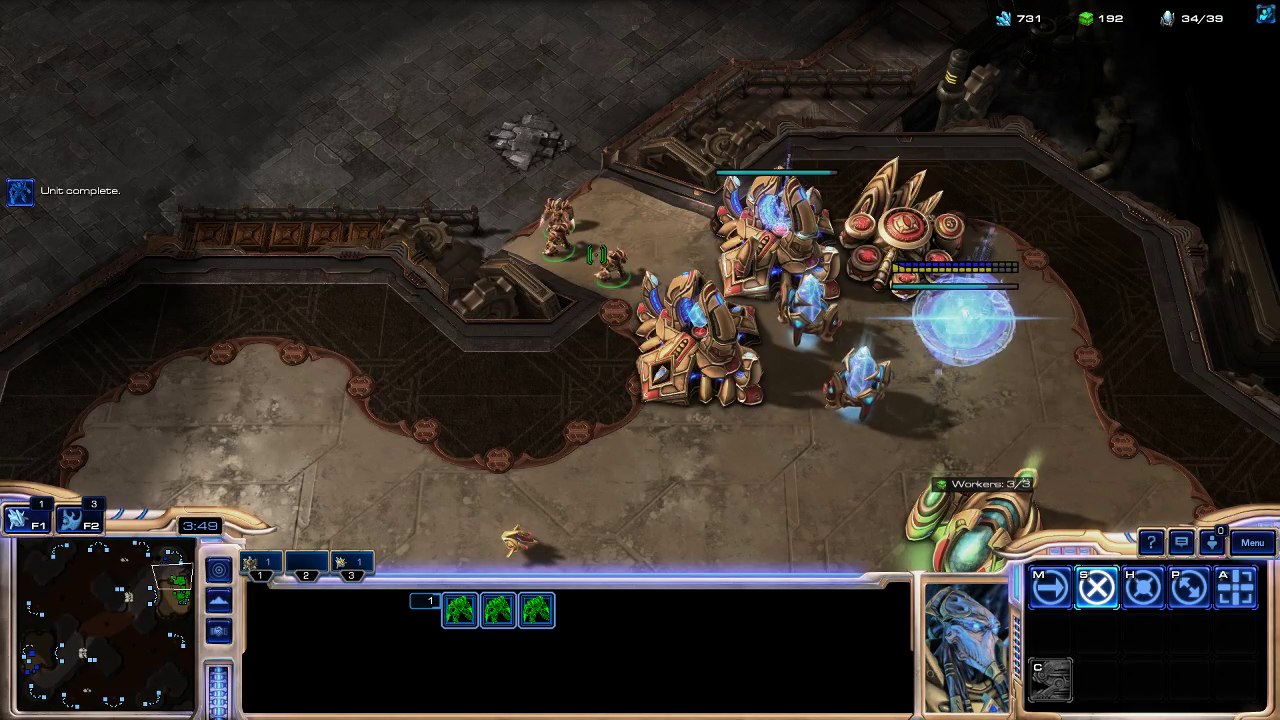 731 192 34/39
Unit complete.
Workers: 3/3
1 3
F1 F2
3:49
0
? Menu
1 1
1 2 3
1
M S H P A
C